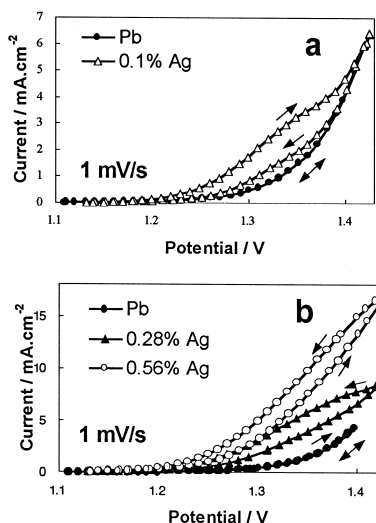 a
Pb
0.1% Ag
1 mV/s
Current / mA.cm-2
6
5
4
3
2
1
0
1.1
1.2
1.3
1.4
Potential / V
b
Pb
0.28% Ag
0.56% Ag
1 mV/s
Current / mA.cm-2
15
10
5
0
1.1
1.2
1.3
1.4
Potential / V